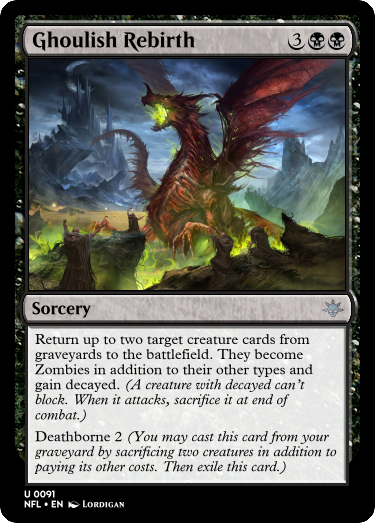 Ghoulish Rebirth 3
Sorcery
Return up to two target creature cards from
graveyards to the battlefield. They become
Zombies in addition to their other types and
gain decayed. (A creature with decayed can't
block. When it attacks, sacrifice it at end of
combat.)
Deathborne 2 (You may cast this card from your
graveyard by sacrificing two creatures in addition to
paying its other costs. Then exile this card.)
U 0091
NFL • EN Lordigan